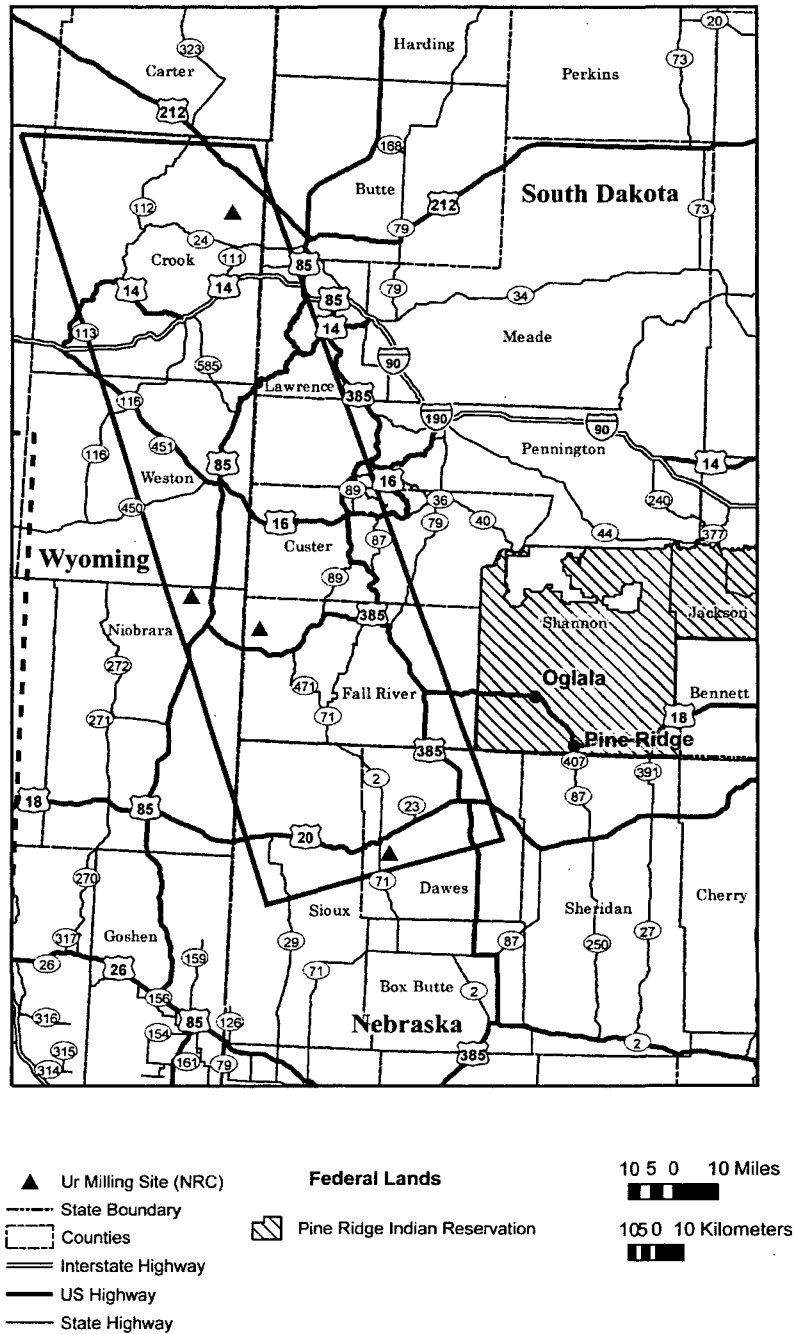 20
323
Harding
73
Carter
Perkins
212
168
Butte
South Dakota
112
212
73
79
24
Crook
111
85
14
14
79
34
85
14
113
Meade
90
585
Lawrence
385
116
190
90
451
Pennington
116
14
85
Weston
16
89
240
36
450
16
79
40
87
44
377
Wyoming
Custer
89
Jackson
385
Shannon
Niobrara
272
Oglala
471
Fall River
Bennett
271
71
18
Pine Ridge
385
407
391
2
87
18
85
23
20
270
71
Dawes
Cherry
Sioux
Sheridan
317
Goshen
29
87
250
27
159
26
26
71
Box Butte
2
156
316
85
126
Nebraska
154
2
315
385
314
161
79
Ur Milling Site (NRC)
State Boundary
Counties
Interstate Highway
US Highway
State Highway
Federal Lands
Pine Ridge Indian Reservation
10 5 0 10 Miles
10 5 0 10 Kilometers